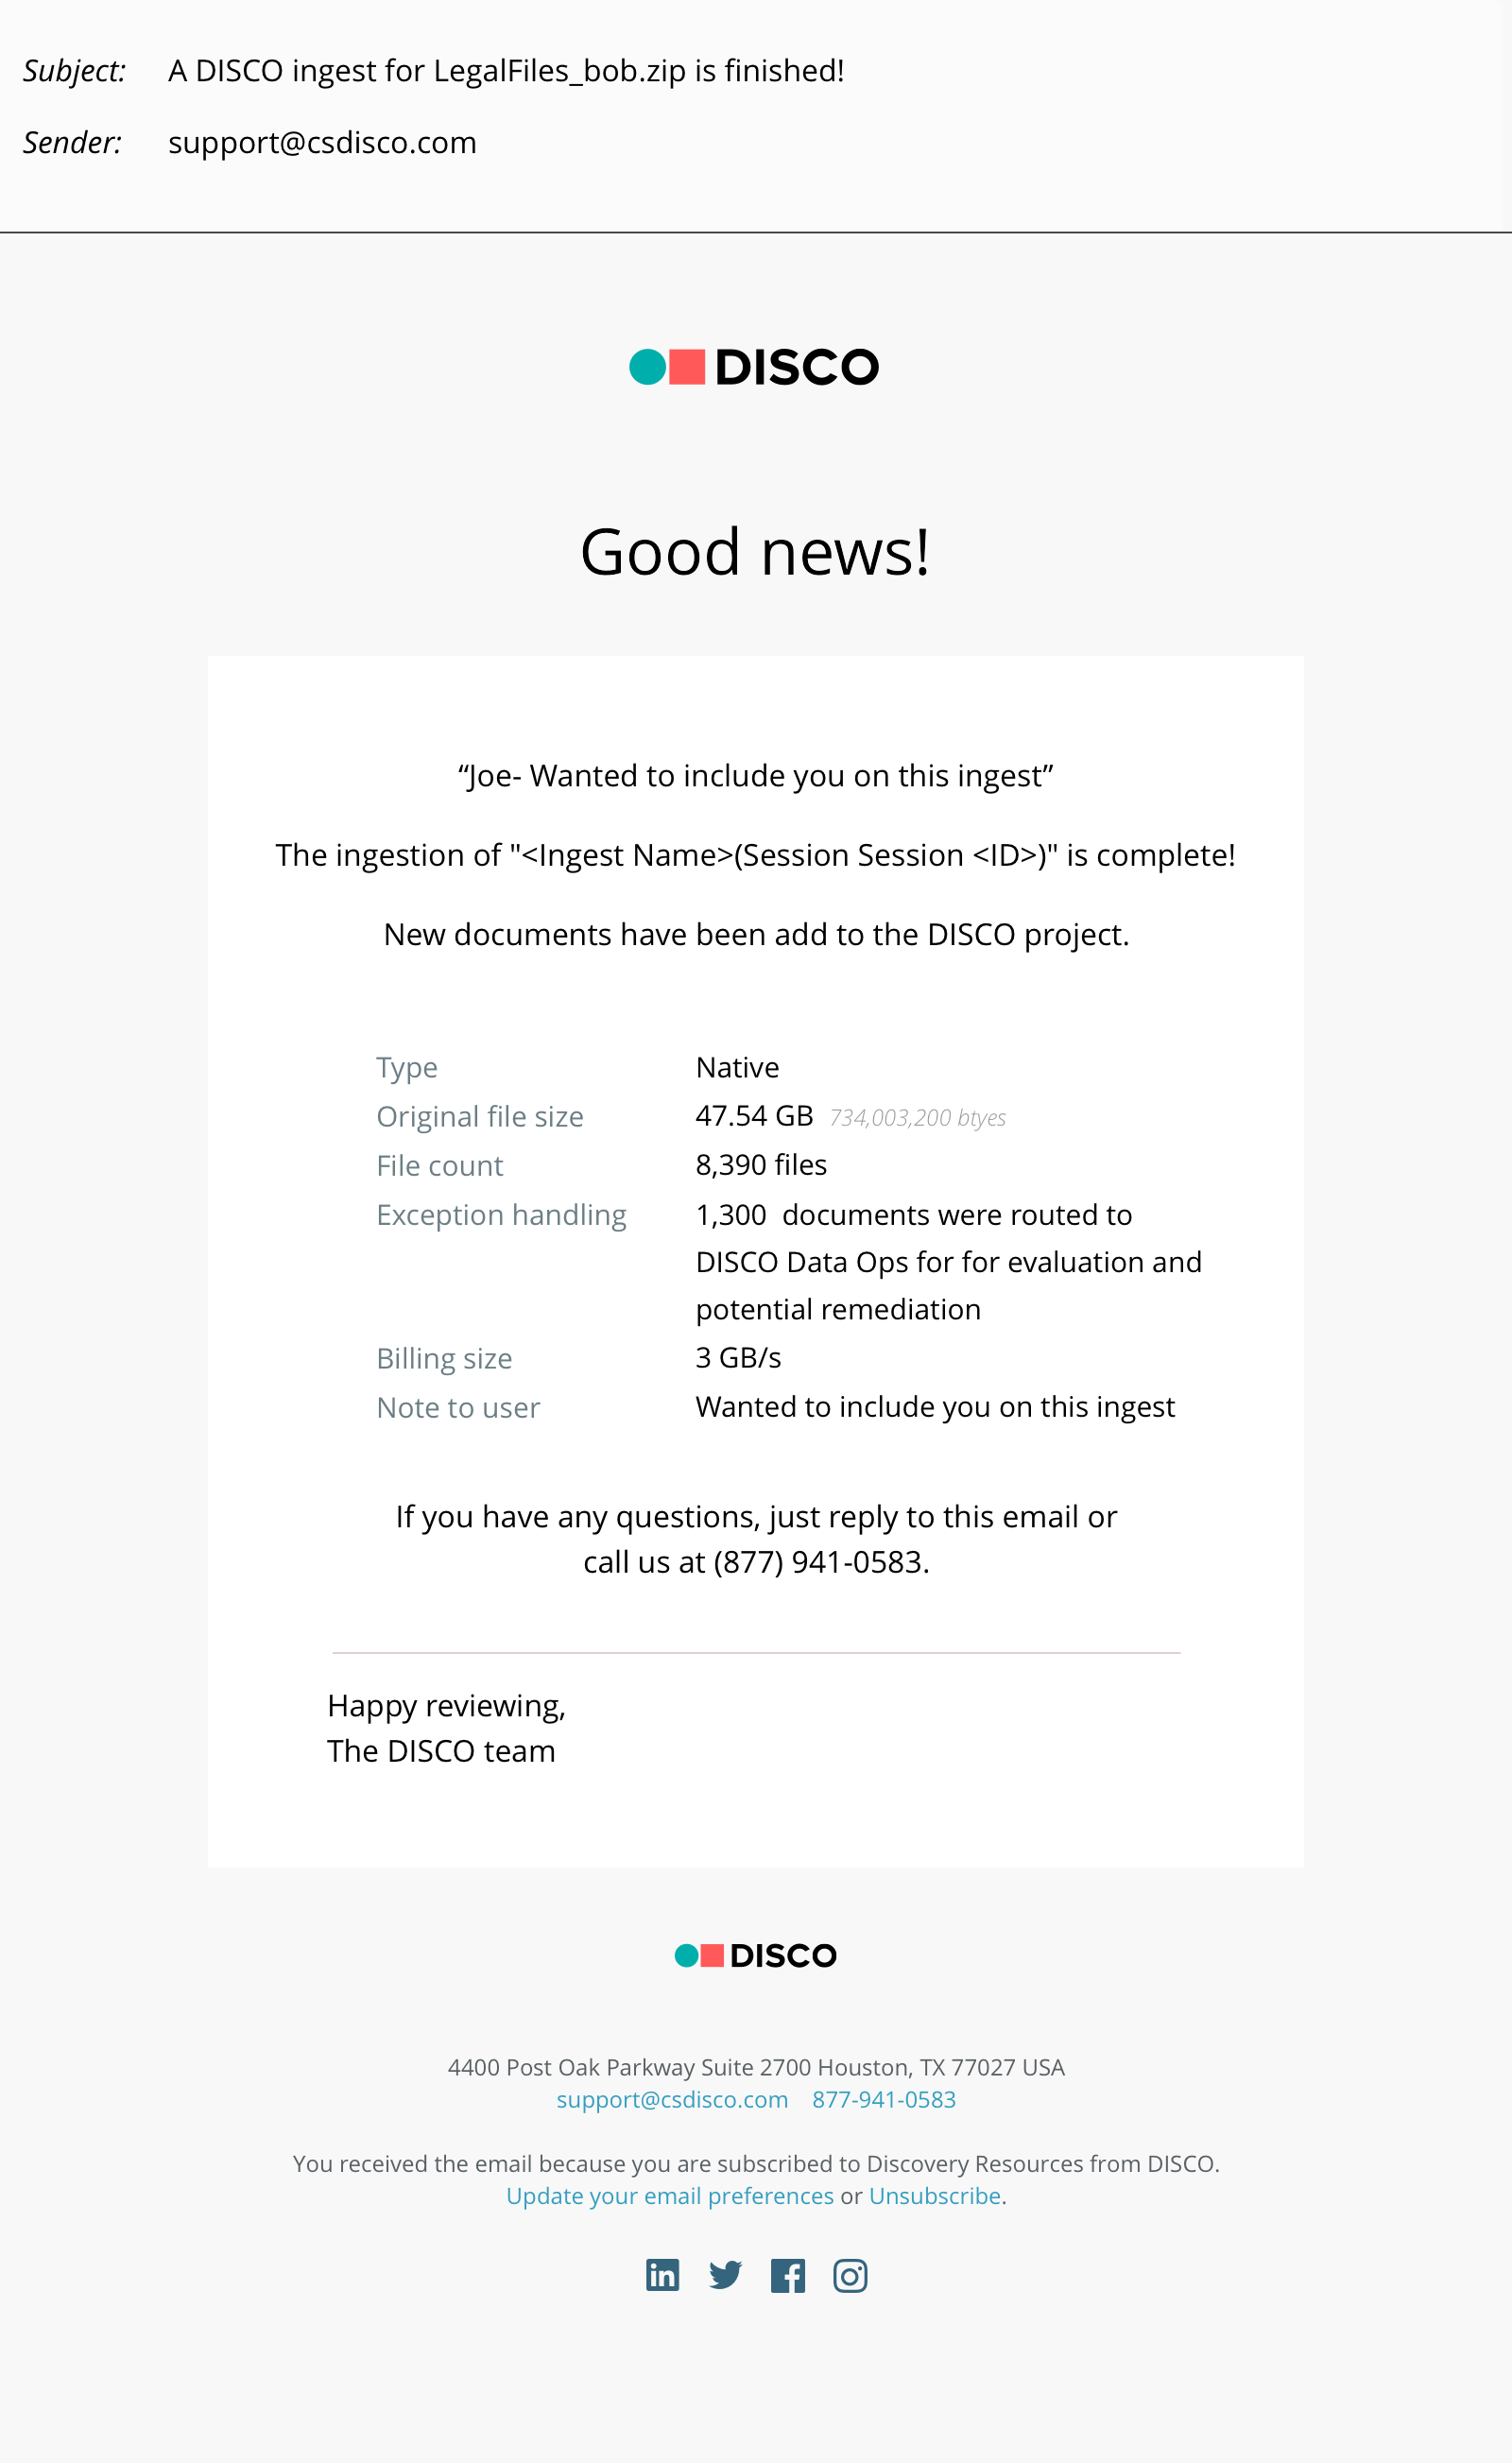 Subject: A DISCO ingest for LegalFiles_bob.zip is finished!
Sender: support@csdisco.com
DISCO
Good news!
“Joe- Wanted to include you on this ingest”
The ingestion of "<Ingest Name>(Session Session <ID>)" is complete!
New documents have been add to the DISCO project.
Type Native
Original file size 47.54 GB 734,003,200 btyes
File count 8,390 files
Exception handling 1,300 documents were routed to
DISCO Data Ops for for evaluation and
potential remediation
Billing size 3 GB/s
Note to user Wanted to include you on this ingest
If you have any questions, just reply to this email or
call us at (877) 941-0583.
Happy reviewing,
The DISCO team
DISCO
4400 Post Oak Parkway Suite 2700 Houston, TX 77027 USA
support@csdisco.com 877-941-0583
You received the email because you are subscribed to Discovery Resources from DISCO.
Update your email preferences or Unsubscribe.